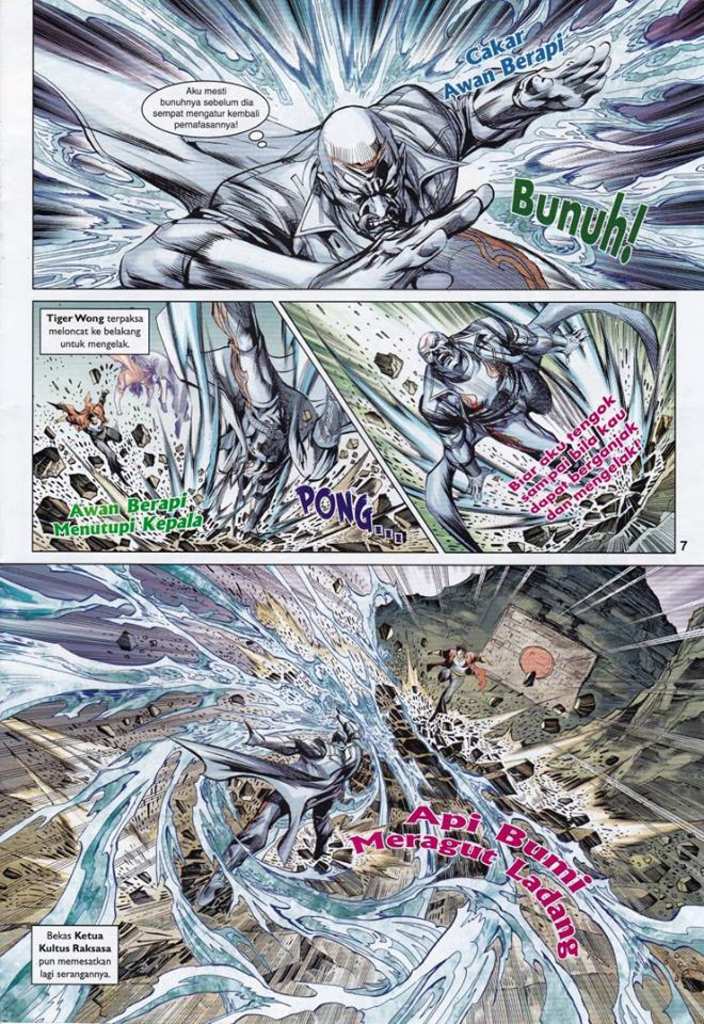 Cakar
Awan Berapi
Aku mesti
bunuhnya sebelum dia
sempat mengatur kembali
pernafasannya!
Bunuh!
Tiger Wong terpaksa
meloncat ke belakang
untuk mengelak.
Awan Berapi
Menutupi Kepala
PONG...
Biar aku tengok
sampai bila kau
dapat berganjak
dan mengelak!
7
Api Bumi
Meragut Ladang
Bekas Ketua
Kultus Raksasa
pun memesatkan
lagi serangannya.